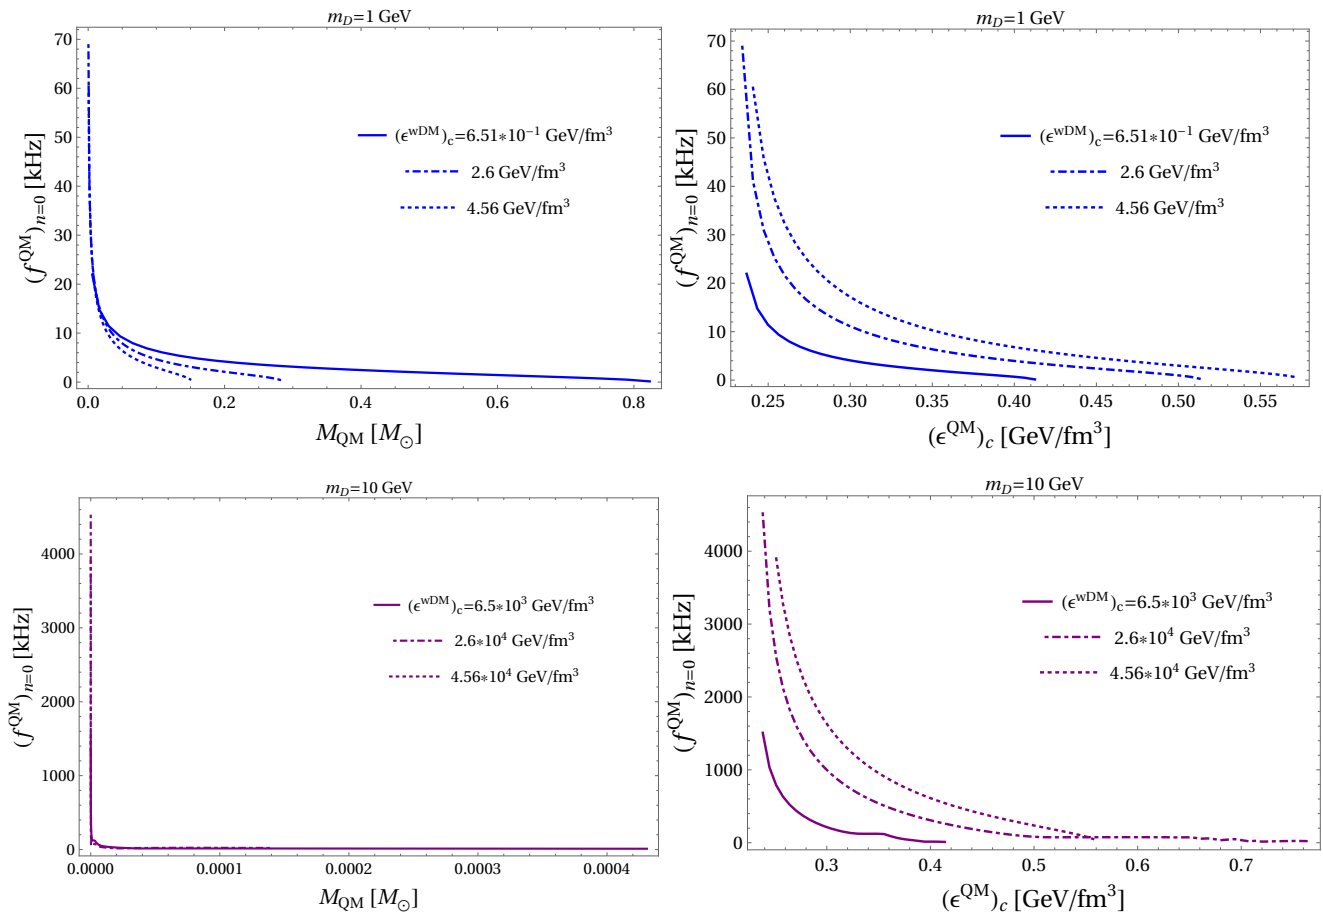 m_D=1 GeV
70
60
50
40
30
20
10
0
(f^QM)_n=0 [kHz]
(ϵ^wDM)_c=6.51*10^-1 GeV/fm^3
2.6 GeV/fm^3
4.56 GeV/fm^3
0.0 0.2 0.4 0.6 0.8
M_QM [M_⊙]
m_D=1 GeV
70
60
50
40
30
20
10
0
(f^QM)_n=0 [kHz]
(ϵ^wDM)_c=6.51*10^-1 GeV/fm^3
2.6 GeV/fm^3
4.56 GeV/fm^3
0.25 0.30 0.35 0.40 0.45 0.50 0.55
(ϵ^QM)_c [GeV/fm^3]
m_D=10 GeV
4000
3000
2000
1000
0
(f^QM)_n=0 [kHz]
(ϵ^wDM)_c=6.5*10^3 GeV/fm^3
2.6*10^4 GeV/fm^3
4.56*10^4 GeV/fm^3
0.0000 0.0001 0.0002 0.0003 0.0004
M_QM [M_⊙]
m_D=10 GeV
4000
3000
2000
1000
0
(f^QM)_n=0 [kHz]
(ϵ^wDM)_c=6.5*10^3 GeV/fm^3
2.6*10^4 GeV/fm^3
4.56*10^4 GeV/fm^3
0.3 0.4 0.5 0.6 0.7
(ϵ^QM)_c [GeV/fm^3]